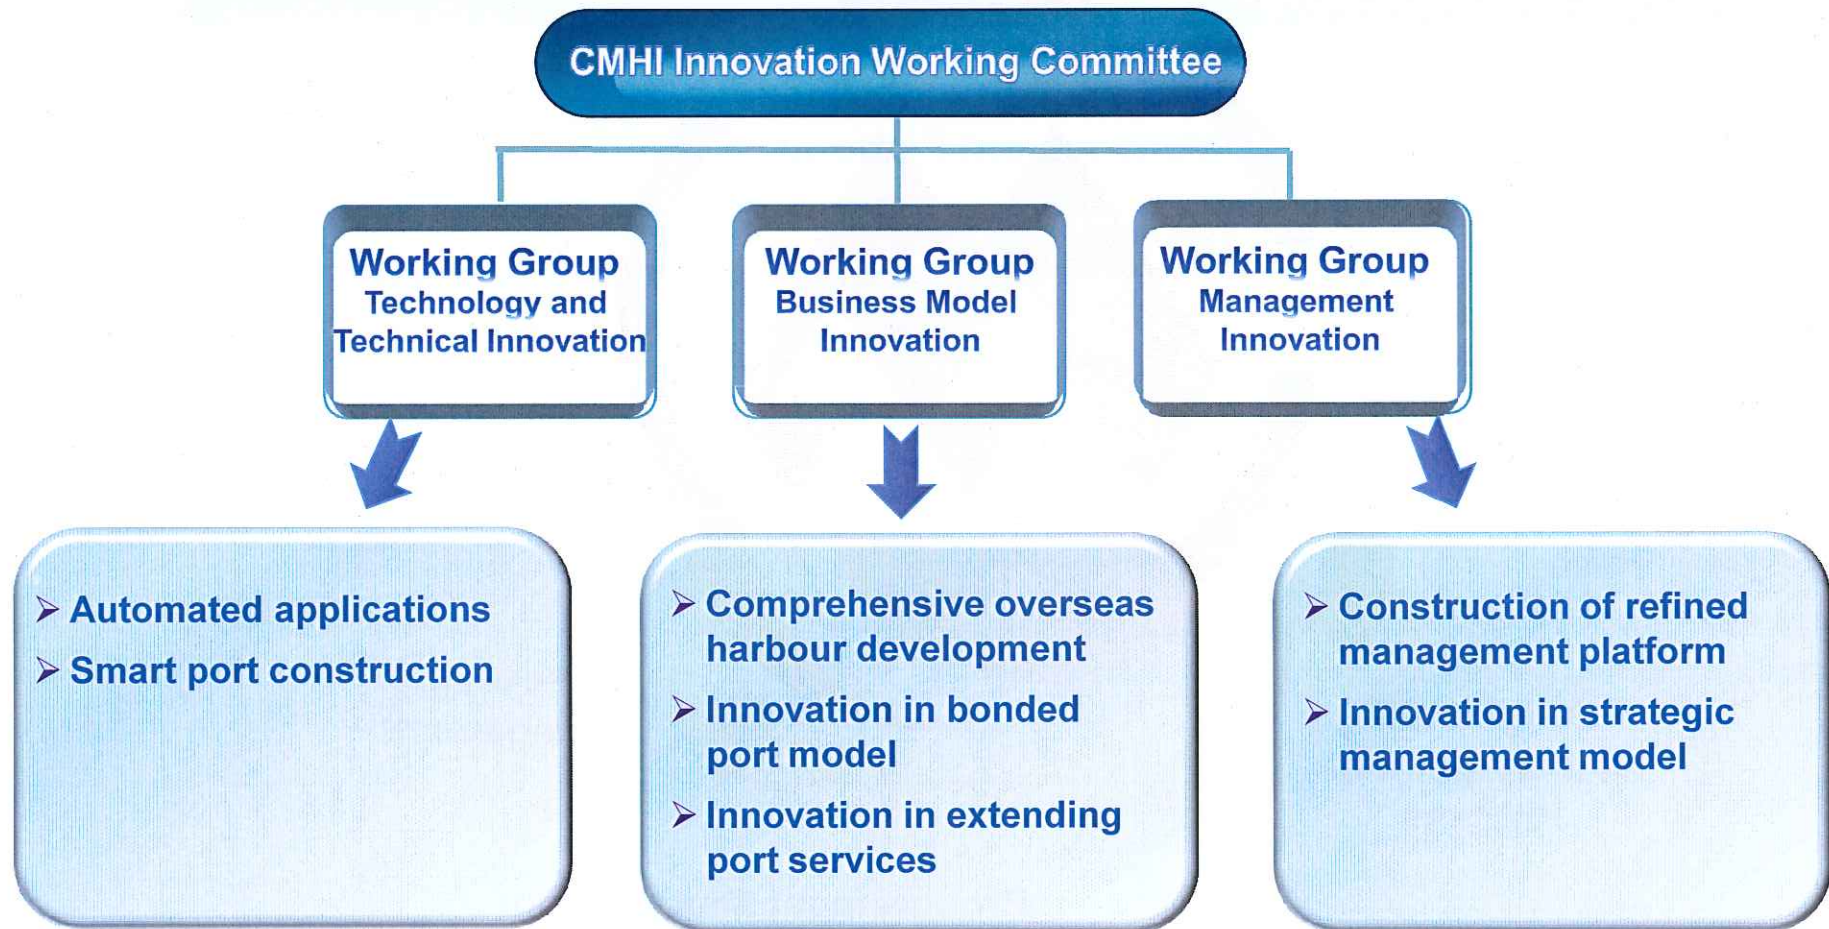 CMHI Innovation Working Committee
Working Group
Technology and
Technical Innovation
Working Group
Business Model
Innovation
Working Group
Management
Innovation
➢ Automated applications
➢ Smart port construction
➢ Comprehensive overseas
harbour development
➢ Innovation in bonded
port model
➢ Innovation in extending
port services
➢ Construction of refined
management platform
➢ Innovation in strategic
management model